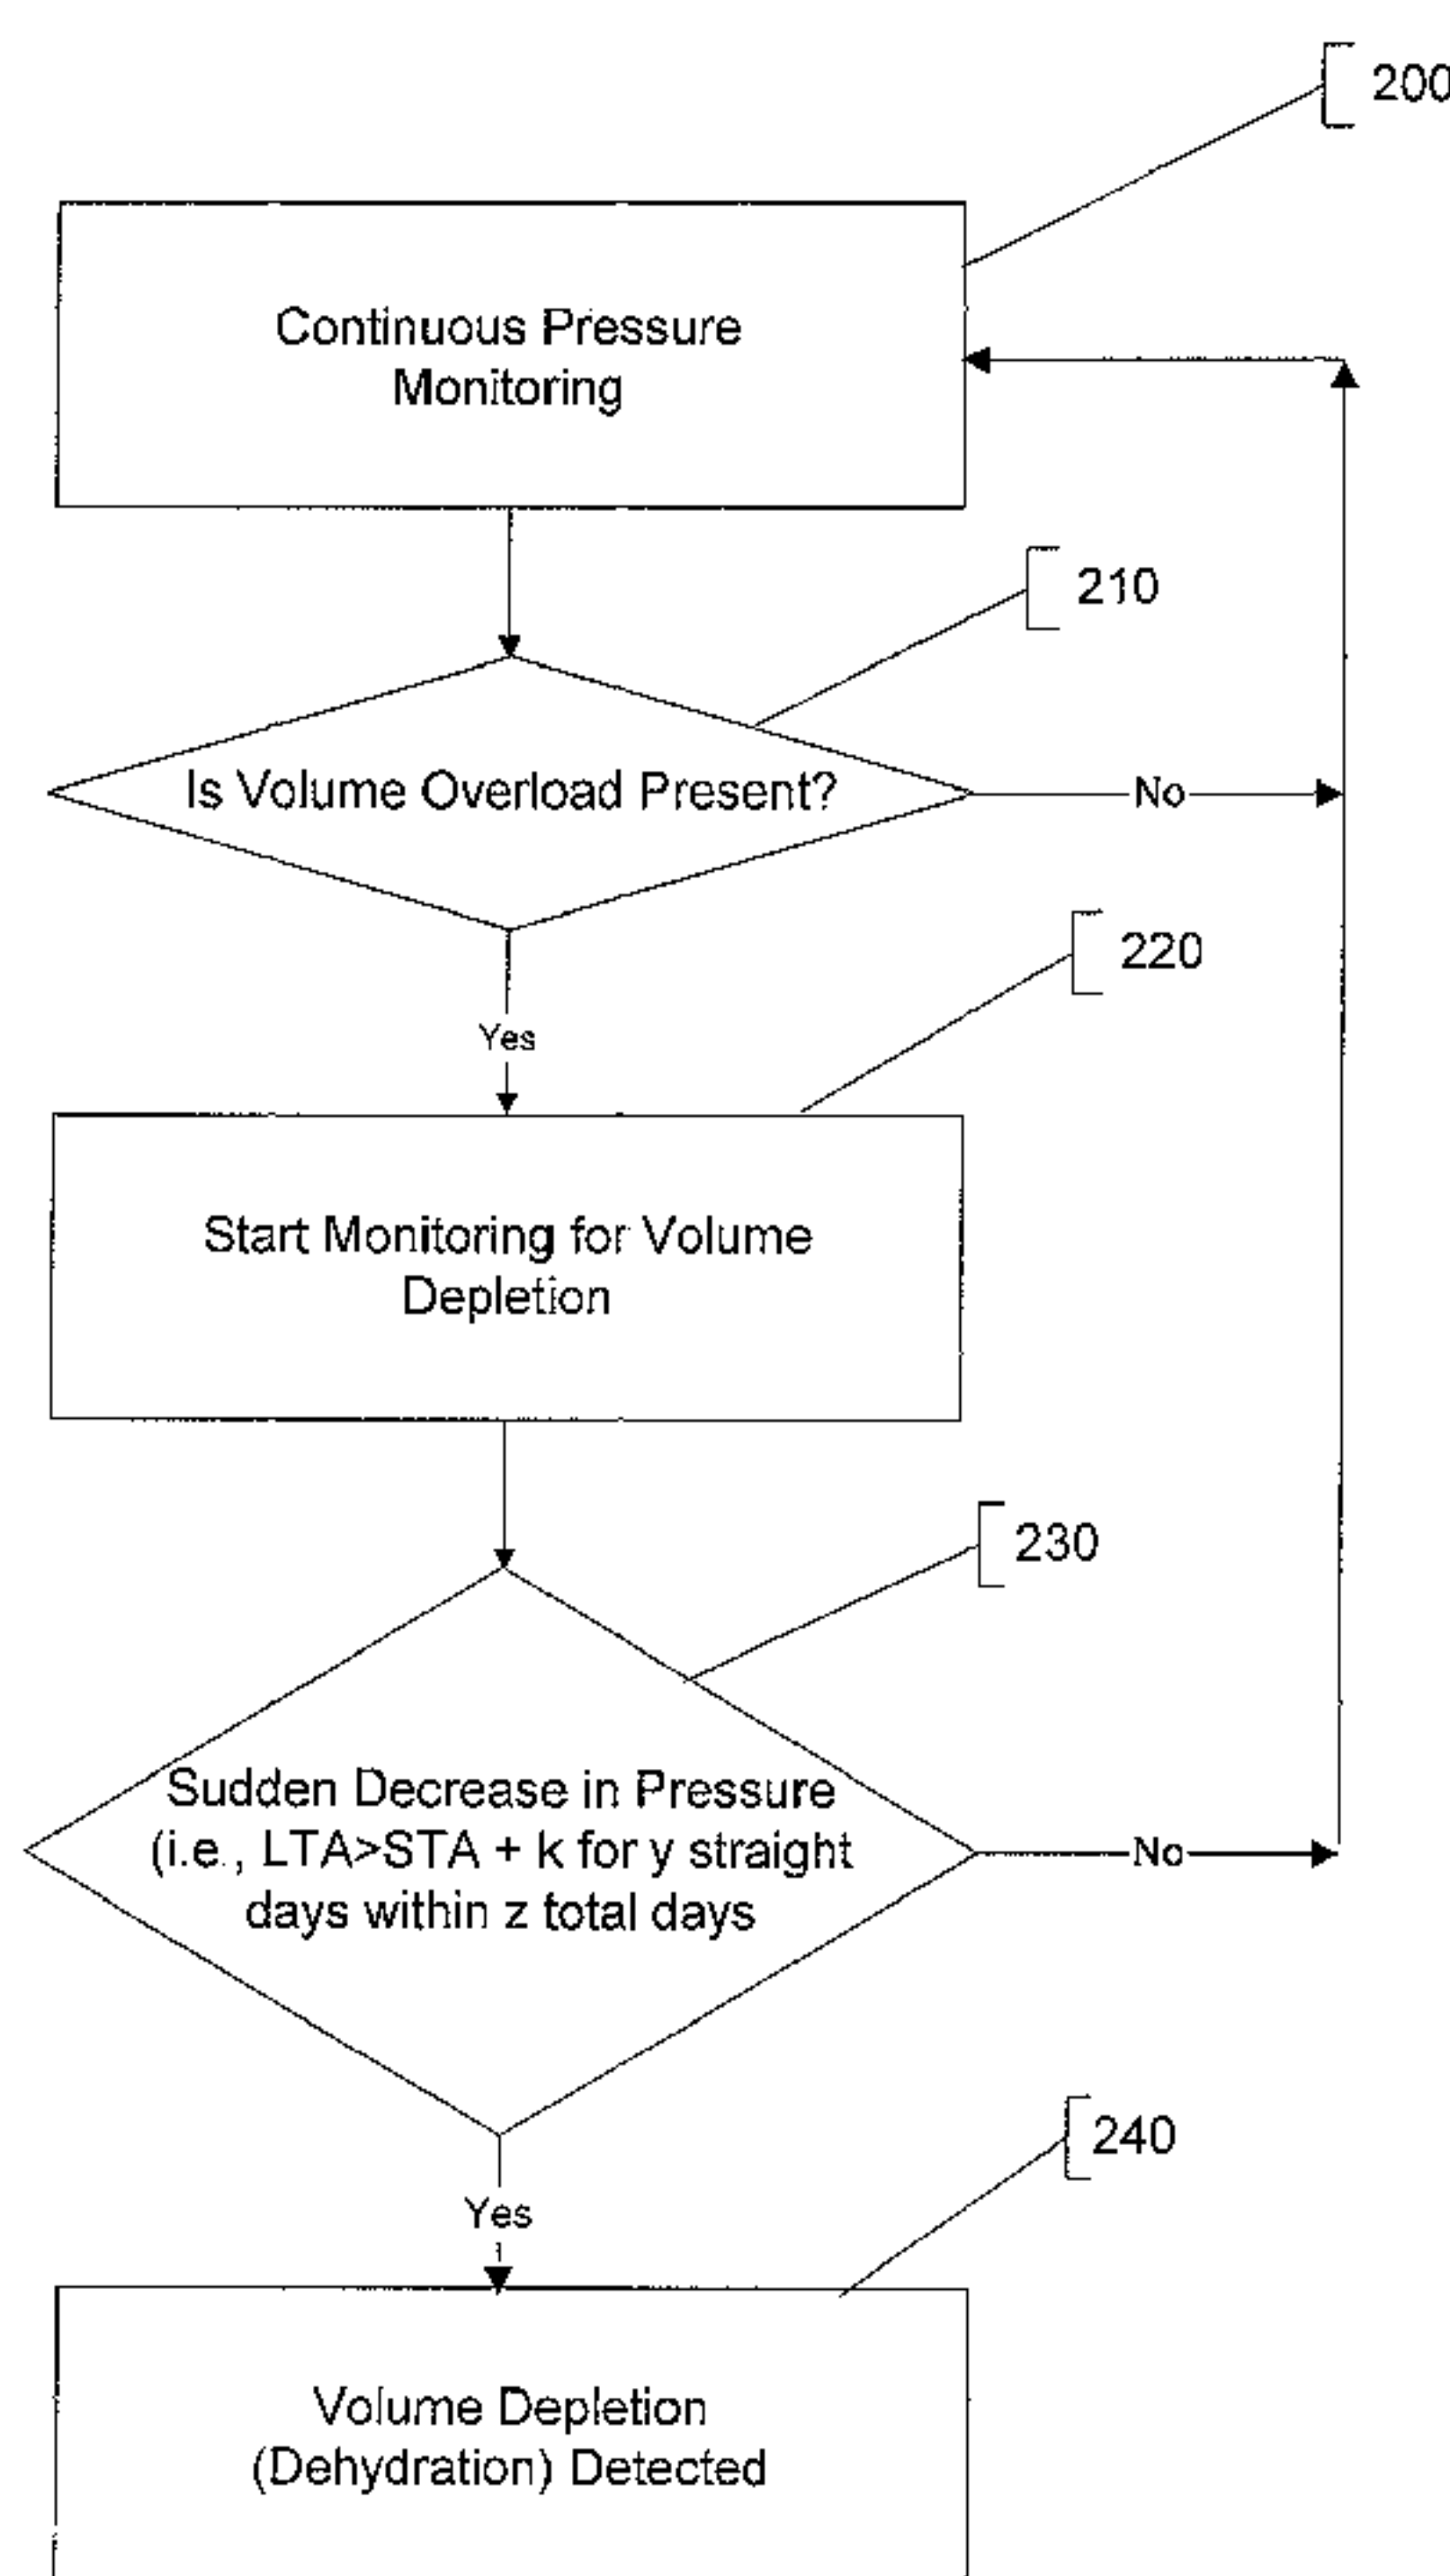 200
Continuous Pressure
Monitoring
210
Is Volume Overload Present?
No
220
Yes
Start Monitoring for Volume
Depletion
230
Sudden Decrease in Pressure
(i.e., LTA>STA + k for y straight
days within z total days
No
240
Yes
Volume Depletion
(Dehydration) Detected